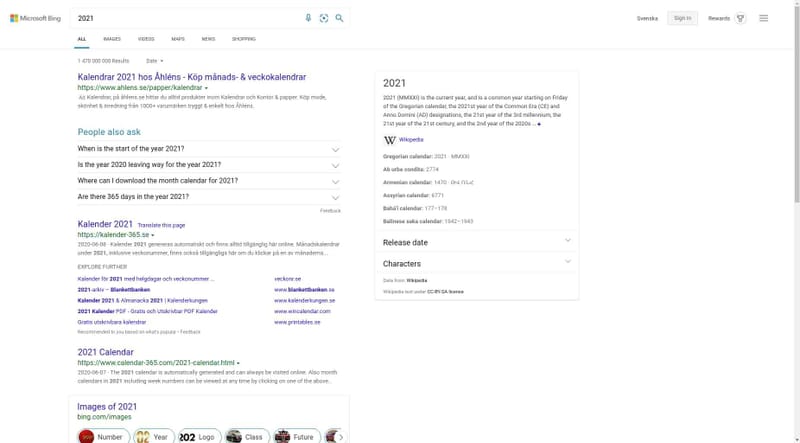 Microsoft Bing
2021
Svenska
Sign in
Rewards
ALL
IMAGES
VIDEOS
MAPS
NEWS
SHOPPING
1 470 000 000 Results
Date
Kalendrar 2021 hos Åhléns - Köp månads- & veckokalendrar
https://www.ahlens.se/papper/kalendrar
Ad Kalendrar, på åhlens.se hittar du alltid produkter inom Kalendrar och Kontor & papper. Köp mode,
skönhet & inredning från 1000+ varumärken tryggt & enkelt hos Åhléns.
People also ask
When is the start of the year 2021?
Is the year 2020 leaving way for the year 2021?
Where can I download the month calendar for 2021?
Are there 365 days in the year 2021?
Feedback
Kalender 2021
Translate this page
https://kalender-365.se
2020-06-08 · Kalender 2021 genereras automatiskt och finns alltid tillgänglig här online. Månadskalendrar
under 2021, inklusive veckonummer, finns också tillgängliga här om du klickar på en av månaderna...
EXPLORE FURTHER
Kalender för 2021 med helgdagar och veckonummer ...
veckonr.se
2021-arkiv – Blankettbanken
www.blankettbanken.se
Kalender 2021 & Almanacka 2021 | Kalenderkungen
www.kalenderkungen.se
2021 Kalender PDF - Gratis och Utskrivbar PDF Kalender
www.wincalendar.com
Gratis utskrivbara kalendrar
www.printables.se
Recommended to you based on what's popular • Feedback
2021 Calendar
https://www.calendar-365.com/2021-calendar.html
2020-06-07 · The 2021 calendar is automatically generated and can always be visited online. Also month
calendars in 2021 including week numbers can be viewed at any time by clicking on one of the above..
Images of 2021
bing.com/images
Number
Year
Logo
Class
Future
2021
2021 (MMXXI) is the current year, and is a common year starting on Friday
of the Gregorian calendar, the 2021st year of the Common Era (CE) and
Anno Domini (AD) designations, the 21st year of the 3rd millennium, the
21st year of the 21st century, and the 2nd year of the 2020s ...
W Wikipedia
Gregorian calendar: 2021 · MMXXI
Ab urbe condita: 2774
Armenian calendar: 1470 ·
Assyrian calendar: 6771
Bahá'í calendar: 177–178
Balinese saka calendar: 1942–1943
Release date
Characters
Data from: Wikipedia
Wikipedia text under CC-BY-SA license